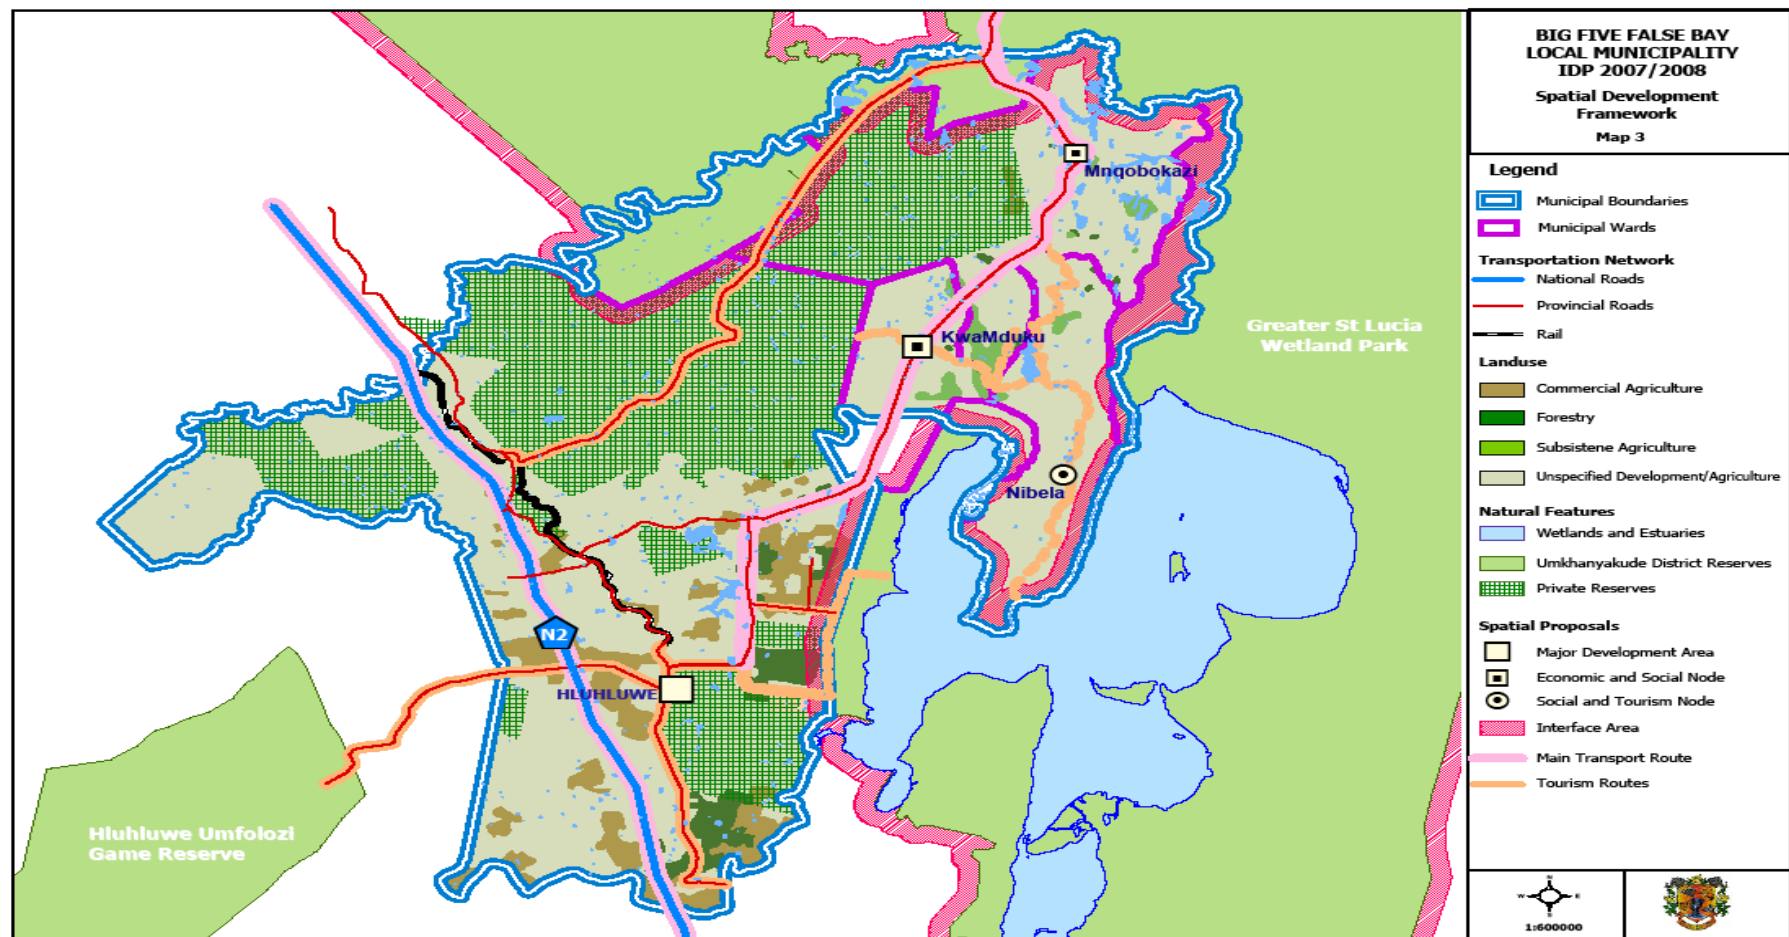 BIG FIVE FALSE BAY
LOCAL MUNICIPALITY
IDP 2007/2008
Spatial Development
Framework
Map 3
Legend
Municipal Boundaries
Municipal Wards
Transportation Network
National Roads
Provincial Roads
Rail
Landuse
Commercial Agriculture
Forestry
Subsistene Agriculture
Unspecified Development/Agriculture
Natural Features
Wetlands and Estuaries
Umkhanyakude District Reserves
Private Reserves
Spatial Proposals
Major Development Area
Economic and Social Node
Social and Tourism Node
Interface Area
Main Transport Route
Tourism Routes
N
W
E
S
1:600000
Mnqobokazi
KwaMduku
Greater St Lucia
Wetland Park
Nibela
N2
HLUHLUWE
Hluhluwe Umfolozi
Game Reserve